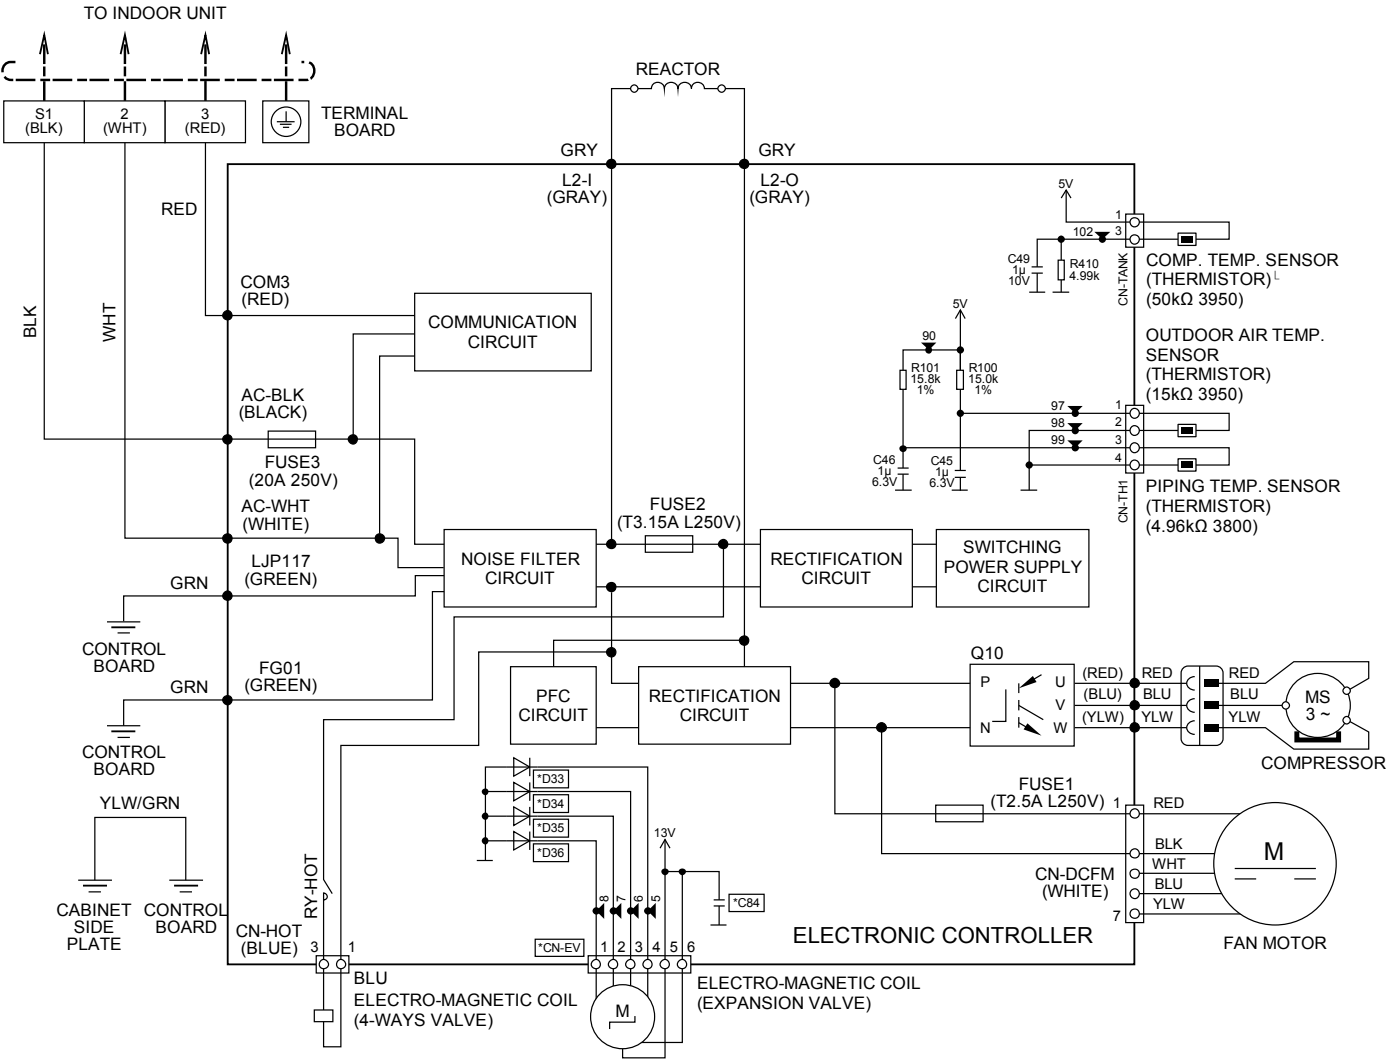 TO INDOOR UNIT
REACTOR
S1
(BLK)
2
(WHT)
3
(RED)
TERMINAL
BOARD
GRY
GRY
L2-I
(GRAY)
L2-O
(GRAY)
RED
BLK
WHT
COM3
(RED)
COMMUNICATION
CIRCUIT
AC-BLK
(BLACK)
FUSE3
(20A 250V)
AC-WHT
(WHITE)
LJP117
(GREEN)
GRN
CONTROL
BOARD
FG01
(GREEN)
GRN
CONTROL
BOARD
YLW/GRN
CABINET
SIDE
PLATE
CONTROL
BOARD
5V
102
1
3
C49
1µ
10V
R410
4.99k
CN-TANK
COMP. TEMP. SENSOR
(THERMISTOR)
(50kΩ 3950)
5V
90
R101
15.8k
1%
R100
15.0k
1%
OUTDOOR AIR TEMP.
SENSOR
(THERMISTOR)
(15kΩ 3950)
97
98
99
1
2
3
4
C46
1µ
6.3V
C45
1µ
6.3V
CN-TH1
PIPING TEMP. SENSOR
(THERMISTOR)
(4.96kΩ 3800)
NOISE FILTER
CIRCUIT
FUSE2
(T3.15A L250V)
RECTIFICATION
CIRCUIT
SWITCHING
POWER SUPPLY
CIRCUIT
PFC
CIRCUIT
RECTIFICATION
CIRCUIT
Q10
P
N
U
V
W
(RED)
(BLU)
(YLW)
RED
BLU
YLW
RED
BLU
YLW
MS
3 ~
COMPRESSOR
FUSE1
(T2.5A L250V)
1
RED
BLK
WHT
BLU
YLW
7
CN-DCFM
(WHITE)
M
FAN MOTOR
*D33
*D34
*D35
*D36
13V
*C84
8
7
6
5
*CN-EV
1
2
3
4
5
6
M
ELECTRO-MAGNETIC COIL
(EXPANSION VALVE)
ELECTRONIC CONTROLLER
RY-HOT
CN-HOT
(BLUE)
3
1
BLU
ELECTRO-MAGNETIC COIL
(4-WAYS VALVE)